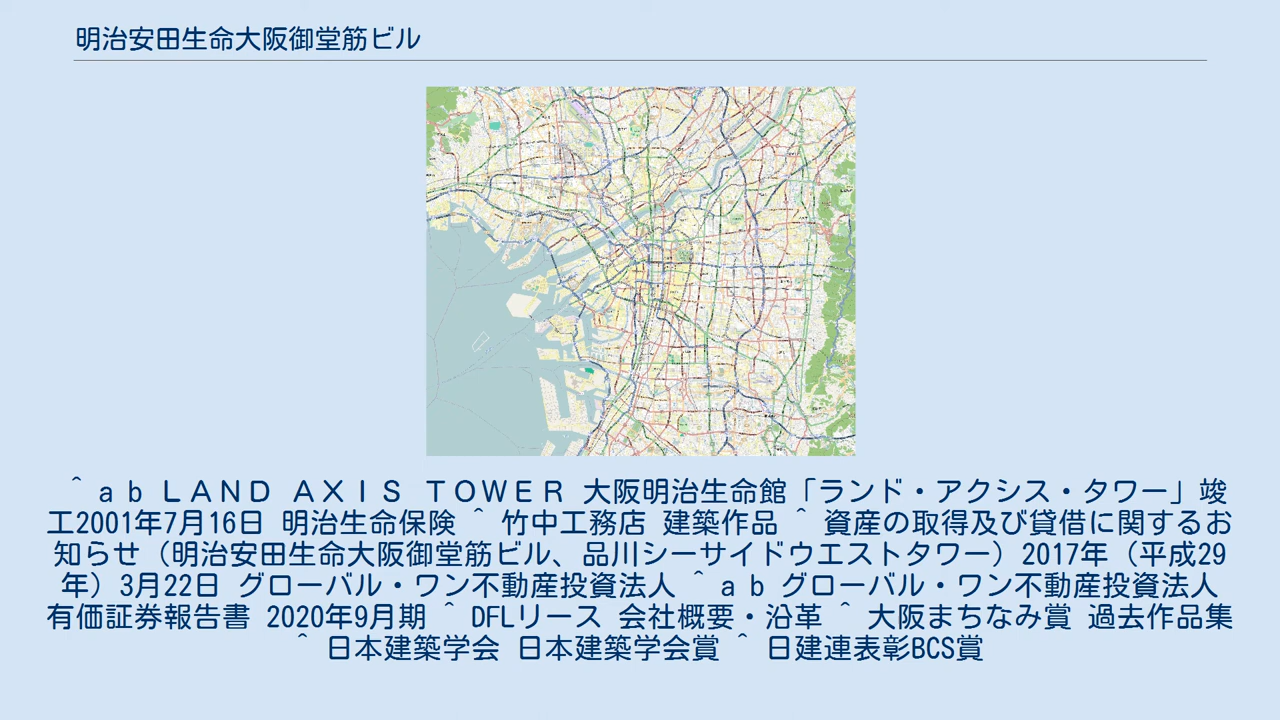 明治安田生命大阪御堂筋ビル
^ a b ＬＡＮＤ ＡＸＩＳ ＴＯＷＥＲ 大阪明治生命館「ランド・アクシス・タワー」竣
工2001年7月16日 明治生命保険 ^ 竹中工務店 建築作品 ^ 資産の取得及び貸借に関するお
知らせ（明治安田生命大阪御堂筋ビル、品川シーサイドウエストタワー）2017年（平成29
年）3月22日 グローバル・ワン不動産投資法人 ^ a b グローバル・ワン不動産投資法人
有価証券報告書 2020年9月期 ^ DFLリース 会社概要・沿革 ^ 大阪まちなみ賞 過去作品集
^ 日本建築学会 日本建築学会賞 ^ 日建連表彰BCS賞